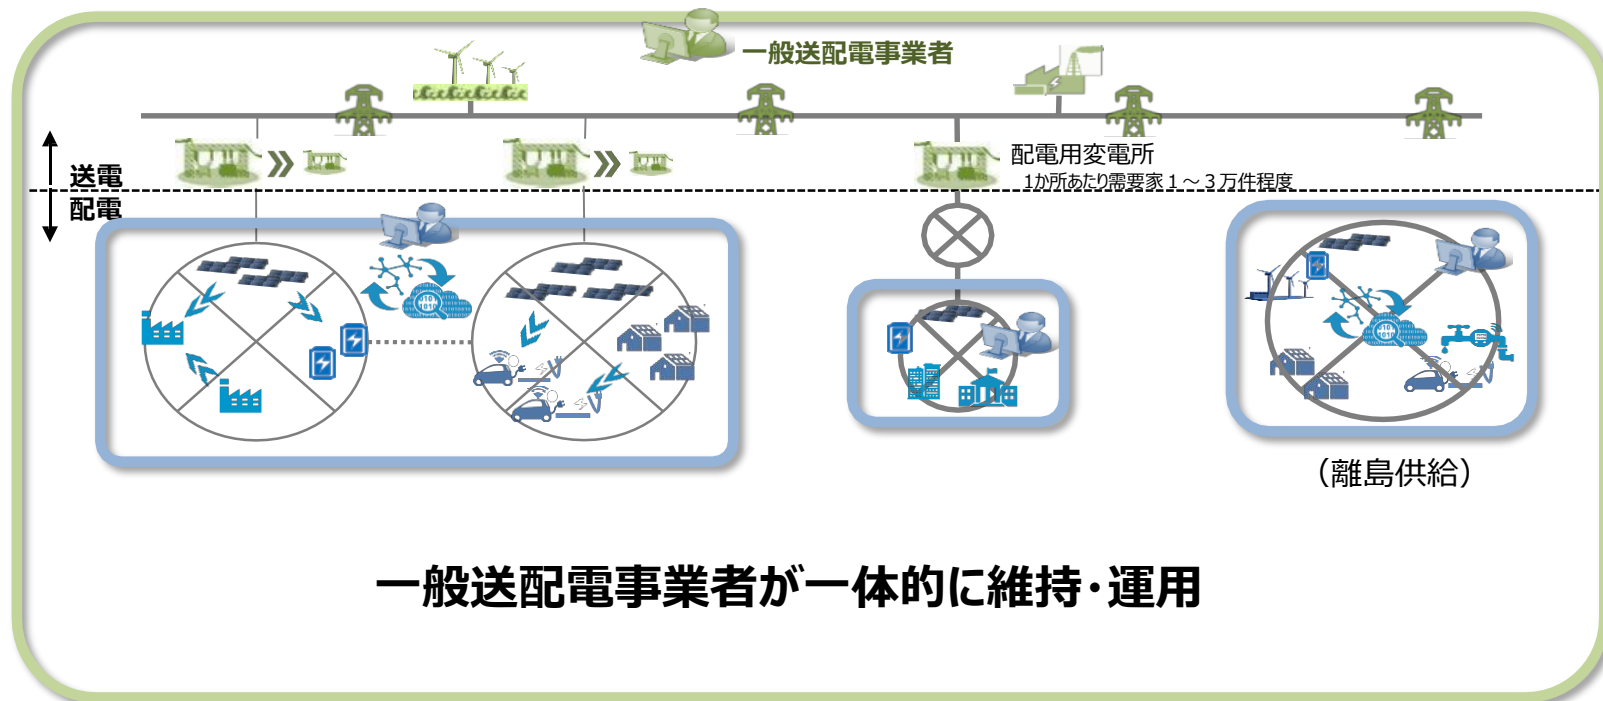 一般送配電事業者
送電
配電用変電所
1か所あたり需要家１～３万件程度
配電
（離島供給）
一般送配電事業者が一体的に維持・運用